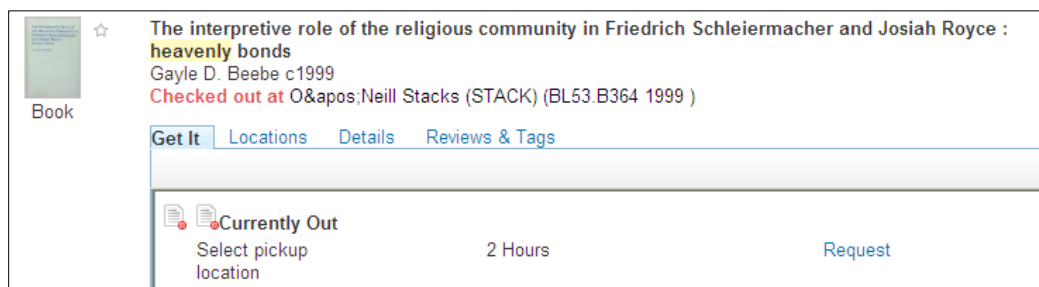 The interpretive role of the religious community in Friedrich Schleiermacher and Josiah Royce :
heavenly bonds
Gayle D. Beebe c1999
Checked out at O&apos;Neill Stacks (STACK) (BL53.B364 1999 )
Book
Get It Locations Details Reviews & Tags
Currently Out
Select pickup location 2 Hours Request